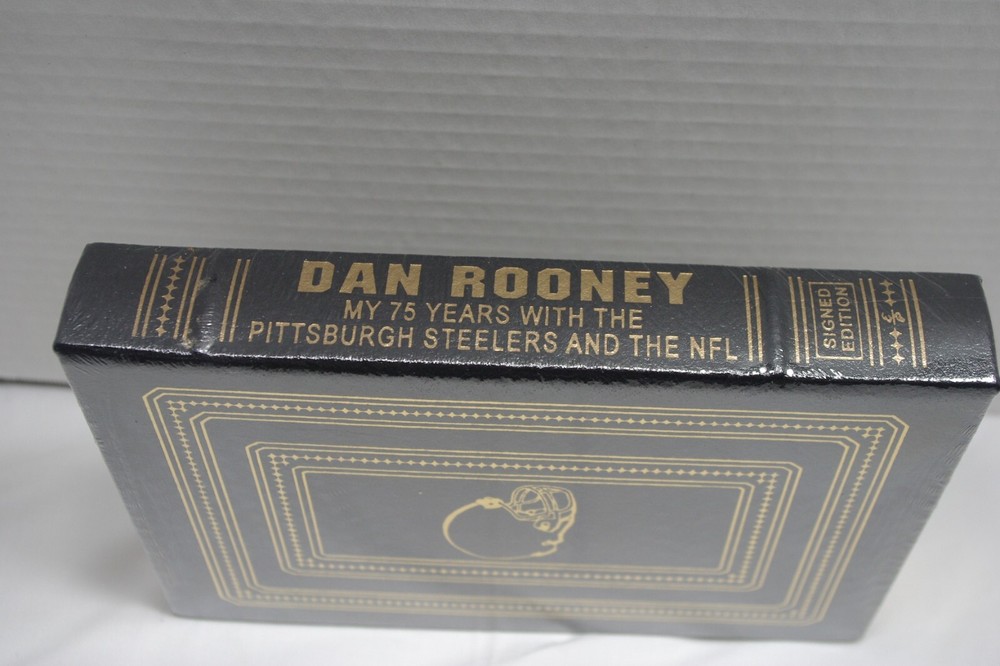 DAN ROONEY
MY 75 YEARS WITH THE
PITTSBURGH STEELERS AND THE NFL
SIGNED
EDITION